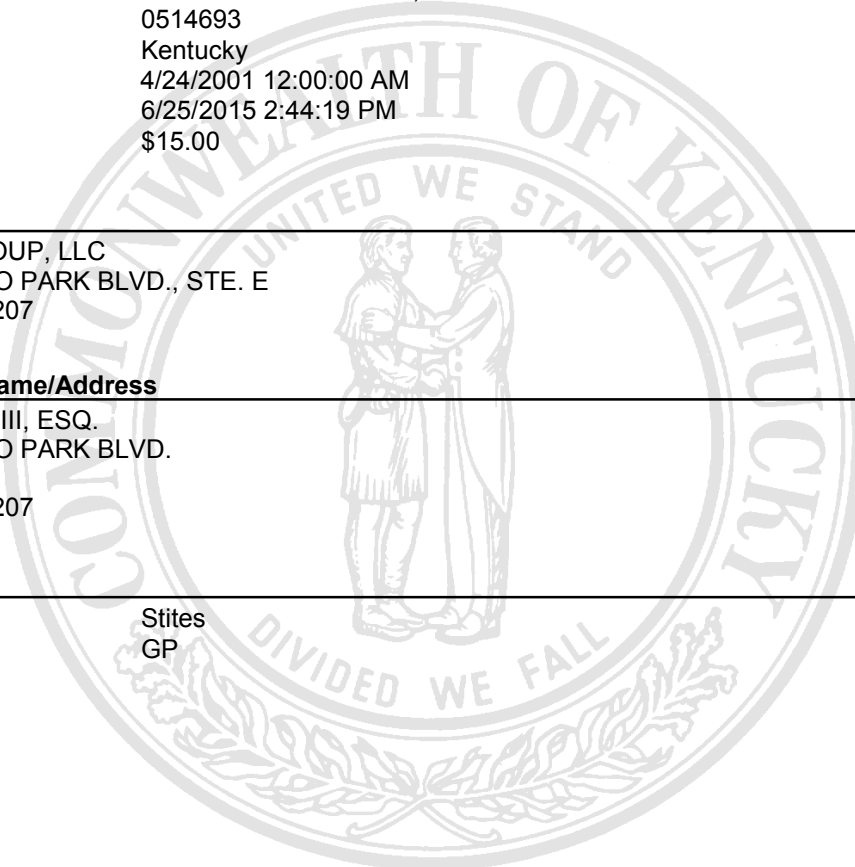 0514693
Kentucky
4/24/2001 12:00:00 AM
6/25/2015 2:44:19 PM
$15.00
COMMONWEALTH OF KENTUCKY
UNITED WE STAND
OUP, LLC
O PARK BLVD., STE. E
207
ame/Address
III, ESQ.
O PARK BLVD.
207
Stites
GP
DIVIDED WE FALL